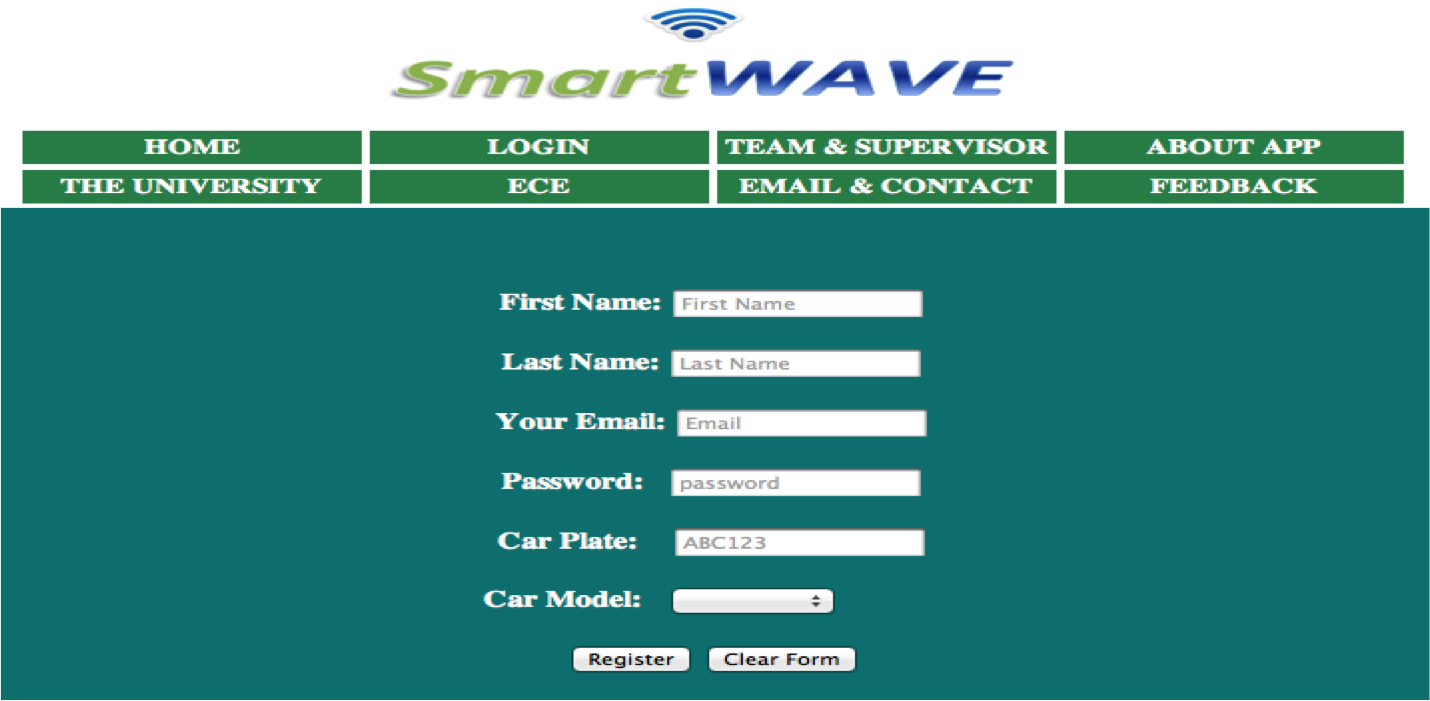 SmartWAVE
HOME LOGIN TEAM & SUPERVISOR ABOUT APP
THE UNIVERSITY ECE EMAIL & CONTACT FEEDBACK
First Name: First Name
Last Name: Last Name
Your Email: Email
Password: password
Car Plate: ABC123
Car Model:
Register Clear Form